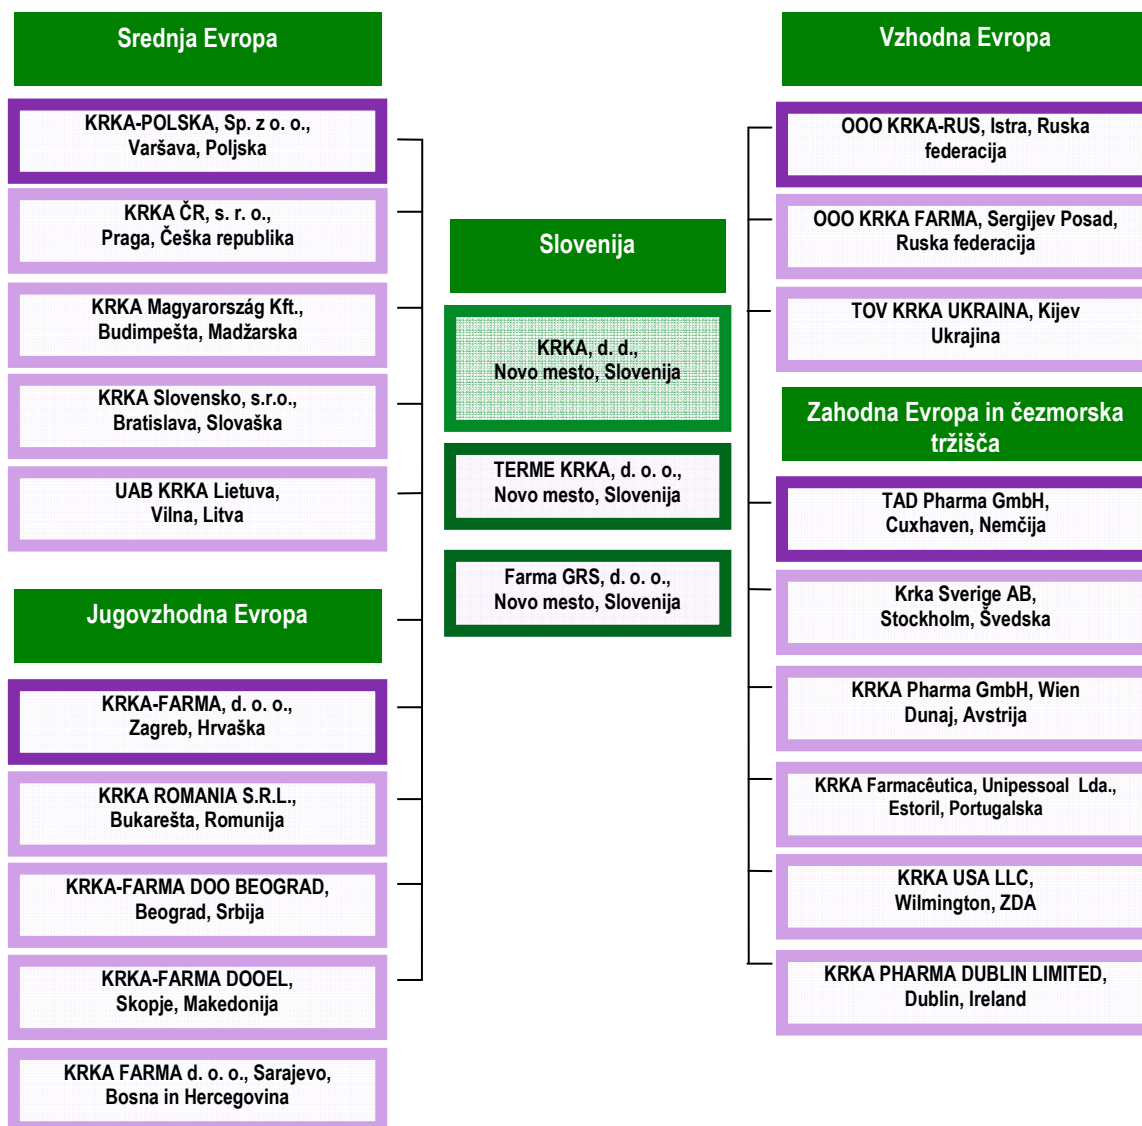 Srednja Evropa
KRKA-POLSKA, Sp. z o. o.,
Varšava, Poljska
KRKA ČR, s. r. o.,
Praga, Češka republika
KRKA Magyarország Kft.,
Budimpešta, Madžarska
KRKA Slovensko, s.r.o.,
Bratislava, Slovaška
UAB KRKA Lietuva,
Vilna, Litva
Jugovzhodna Evropa
KRKA-FARMA, d. o. o.,
Zagreb, Hrvaška
KRKA ROMANIA S.R.L.,
Bukarešta, Romunija
KRKA-FARMA DOO BEOGRAD,
Beograd, Srbija
KRKA-FARMA DOOEL,
Skopje, Makedonija
KRKA FARMA d. o. o., Sarajevo,
Bosna in Hercegovina
Slovenija
KRKA, d. d.,
Novo mesto, Slovenija
TERME KRKA, d. o. o.,
Novo mesto, Slovenija
Farma GRS, d. o. o.,
Novo mesto, Slovenija
Vzhodna Evropa
OOO KRKA-RUS, Istra, Ruska
federacija
OOO KRKA FARMA, Sergijev Posad,
Ruska federacija
TOV KRKA UKRAINA, Kijev
Ukrajina
Zahodna Evropa in čezmorska
tržišča
TAD Pharma GmbH,
Cuxhaven, Nemčija
Krka Sverige AB,
Stockholm, Švedska
KRKA Pharma GmbH, Wien
Dunaj, Avstrija
KRKA Farmacêutica, Unipessoal Lda.,
Estoril, Portugalska
KRKA USA LLC,
Wilmington, ZDA
KRKA PHARMA DUBLIN LIMITED,
Dublin, Ireland